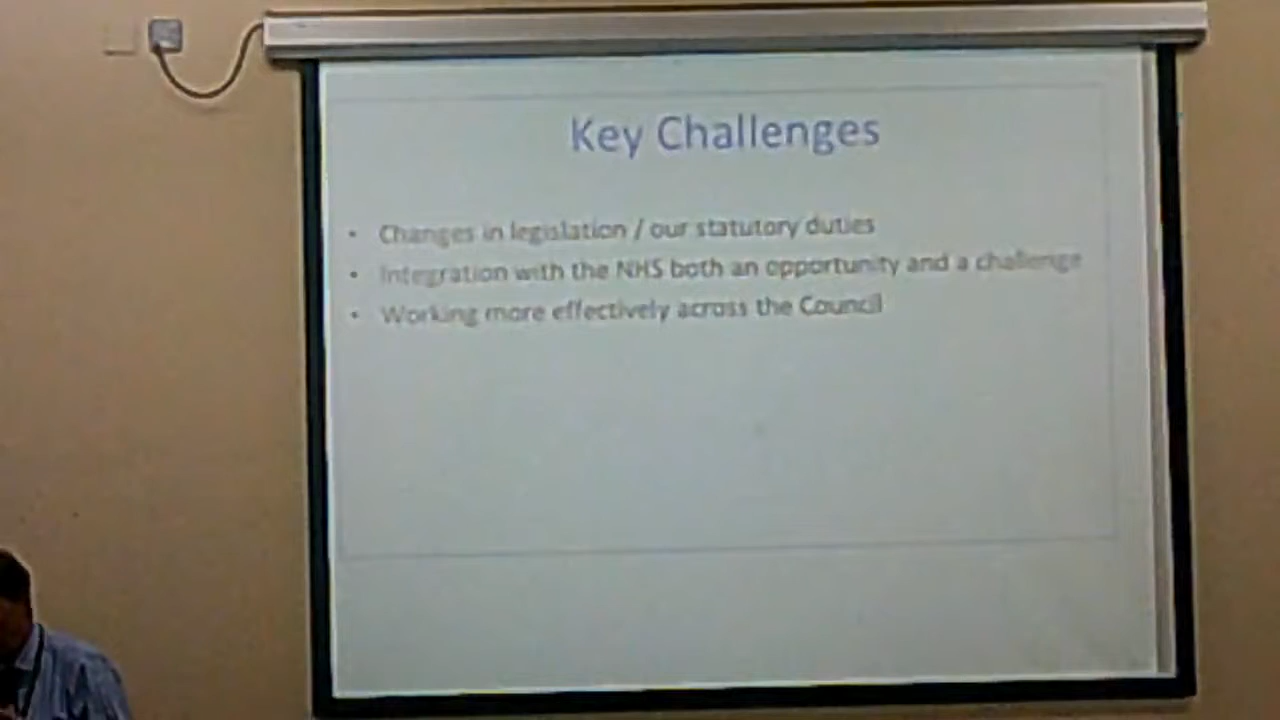 Key Challenges
• Changes in legislation / our statutory duties
• Integration with the NHS both an opportunity and a challenge
• Working more effectively across the Council